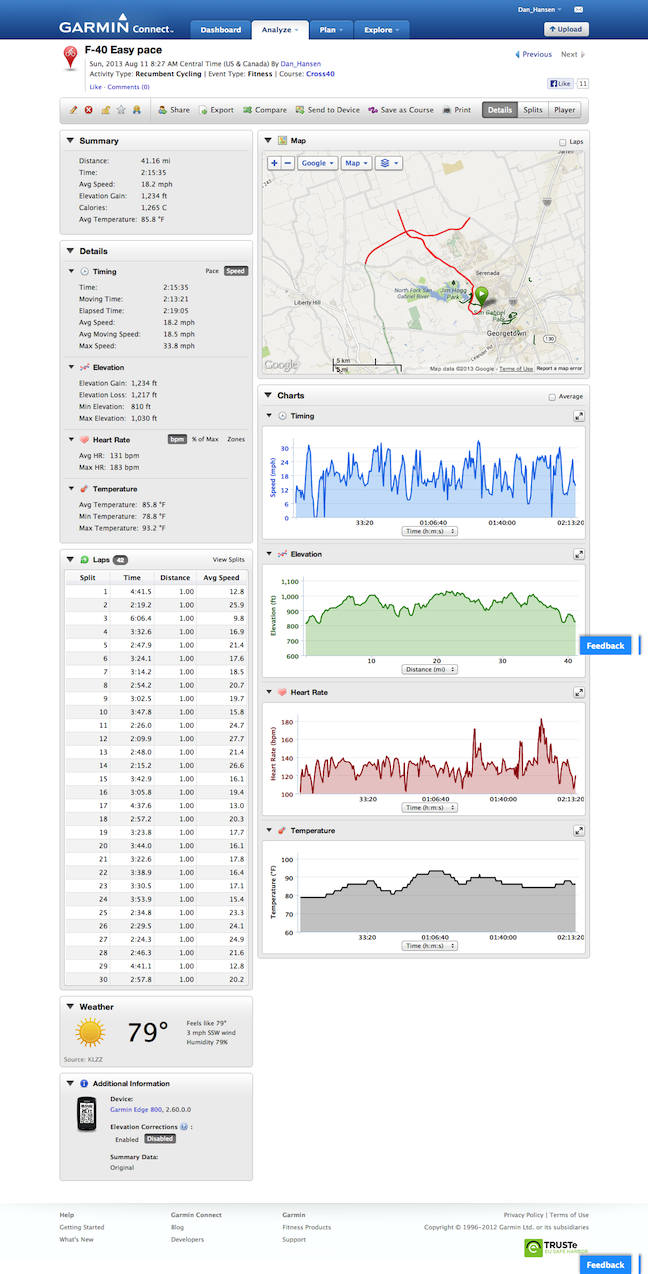 Dan_Hansen
GARMIN Connect™
Dashboard
Analyze
Plan
Explore
Upload
F-40 Easy pace
Previous Next
Sun, 2013 Aug 11 8:27 AM Central Time (US & Canada) By Dan_Hansen
Activity Type: Recumbent Cycling | Event Type: Fitness | Course: Cross40
Like · Comments (0)
Like 11
Share
Export
Compare
Send to Device
Save as Course
Print
Details
Splits
Player
Summary
Distance: 41.16 mi
Time: 2:15:35
Avg Speed: 18.2 mph
Elevation Gain: 1,234 ft
Calories: 1,265 C
Avg Temperature: 85.8 °F
Details
Timing Pace Speed
Time: 2:15:35
Moving Time: 2:13:21
Elapsed Time: 2:19:05
Avg Speed: 18.2 mph
Avg Moving Speed: 18.5 mph
Max Speed: 33.8 mph
Elevation
Elevation Gain: 1,234 ft
Elevation Loss: 1,217 ft
Min Elevation: 810 ft
Max Elevation: 1,030 ft
Heart Rate bpm % of Max Zones
Avg HR: 131 bpm
Max HR: 183 bpm
Temperature
Avg Temperature: 85.8 °F
Min Temperature: 78.8 °F
Max Temperature: 93.2 °F
Laps 42 View Splits
Split Time Distance Avg Speed
1 4:41.5 1.00 12.8
2 2:19.2 1.00 25.9
3 6:06.4 1.00 9.8
4 3:32.6 1.00 16.9
5 2:47.9 1.00 21.4
6 3:24.1 1.00 17.6
7 3:14.2 1.00 18.5
8 2:54.2 1.00 20.7
9 3:02.5 1.00 19.7
10 3:47.8 1.00 15.8
11 2:26.0 1.00 24.7
12 2:09.9 1.00 27.7
13 2:48.0 1.00 21.4
14 2:15.2 1.00 26.6
15 3:42.9 1.00 16.1
16 3:05.8 1.00 19.4
17 4:37.6 1.00 13.0
18 2:57.2 1.00 20.3
19 3:23.8 1.00 17.7
20 3:44.0 1.00 16.1
21 3:22.6 1.00 17.8
22 3:38.9 1.00 16.4
23 3:30.5 1.00 17.1
24 3:53.9 1.00 15.4
25 2:34.8 1.00 23.3
26 2:29.5 1.00 24.1
27 2:24.3 1.00 24.9
28 2:46.3 1.00 21.6
29 4:41.1 1.00 12.8
30 2:57.8 1.00 20.2
Weather
79°
Feels like 79°
3 mph SSW wind
Humidity 79%
Source: KLZZ
Additional Information
Device:
Garmin Edge 800, 2.60.0.0
Elevation Corrections :
Enabled Disabled
Summary Data:
Original
Map Laps
+ − Google Map
243
Serenada
North Fork San
Gabriel River
Jim Hogg
Park
Liberty Hill
San Gabriel
Park
Georgetown
130
Leander Rd
5 km
5 mi
Google
Map data ©2013 Google - Terms of Use Report a map error
Charts Average
Timing
Speed (mph)
30
24
18
12
6
0
33:20 01:06:40 01:40:00 02:13:20
Time (h:m:s)
Elevation
Elevation (ft)
1,100
1,000
900
800
700
600
10 20 30 40
Distance (mi)
Heart Rate
Heart Rate (bpm)
180
160
140
120
100
33:20 01:06:40 01:40:00 02:13:20
Time (h:m:s)
Temperature
Temperature (°F)
100
90
80
70
60
33:20 01:06:40 01:40:00 02:13:20
Time (h:m:s)
Feedback
Help
Getting Started
What's New
Garmin Connect
Blog
Developers
Garmin
Fitness Products
Support
Privacy Policy | Terms of Use
Copyright © 1996-2012 Garmin Ltd. or its subsidiaries
TRUSTe
EU SAFE HARBOR
Feedback